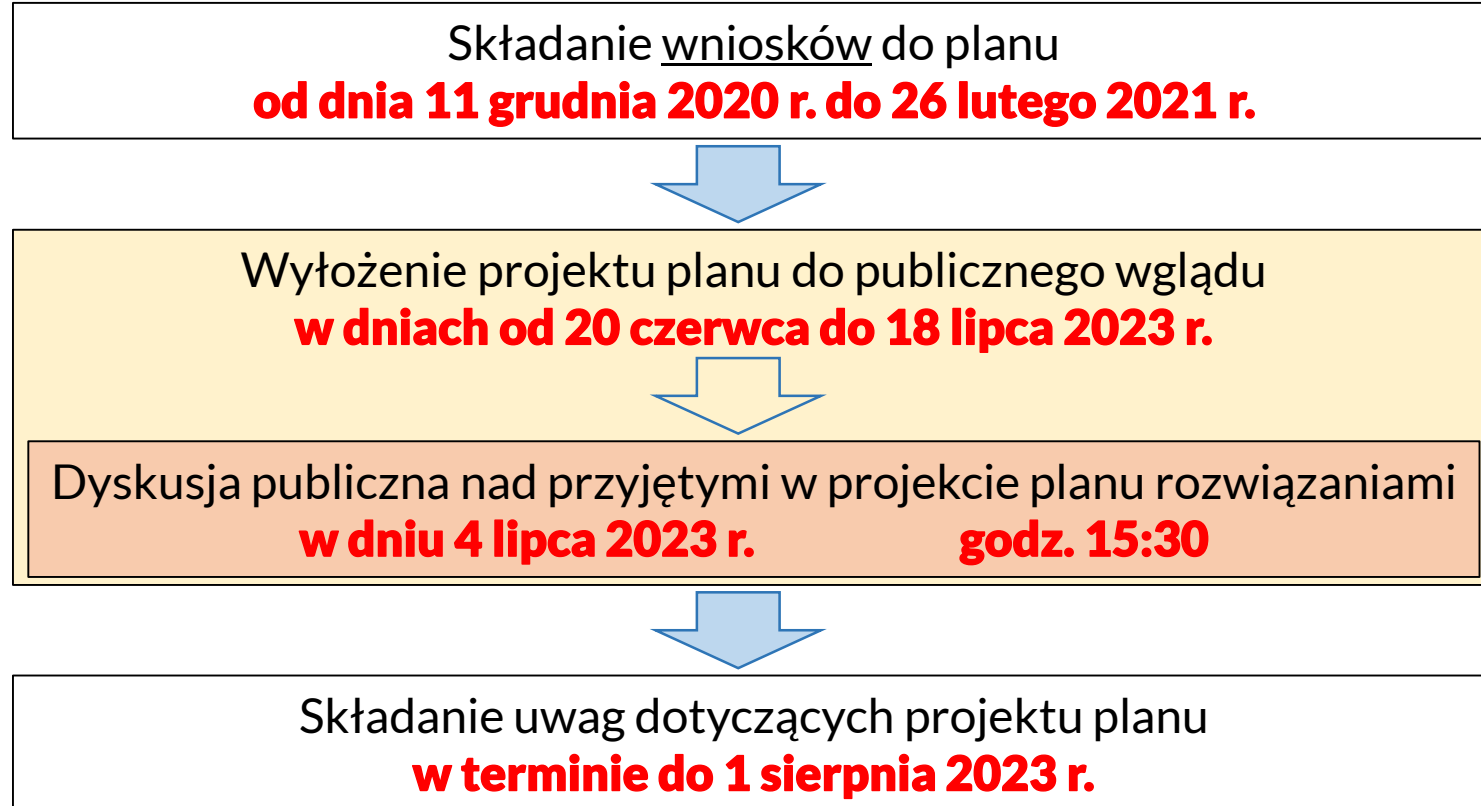 Składanie wniosków do planu
od dnia 11 grudnia 2020 r. do 26 lutego 2021 r.
Wyłożenie projektu planu do publicznego wglądu
w dniach od 20 czerwca do 18 lipca 2023 r.
Dyskusja publiczna nad przyjętymi w projekcie planu rozwiązaniami
w dniu 4 lipca 2023 r. godz. 15:30
Składanie uwag dotyczących projektu planu
w terminie do 1 sierpnia 2023 r.